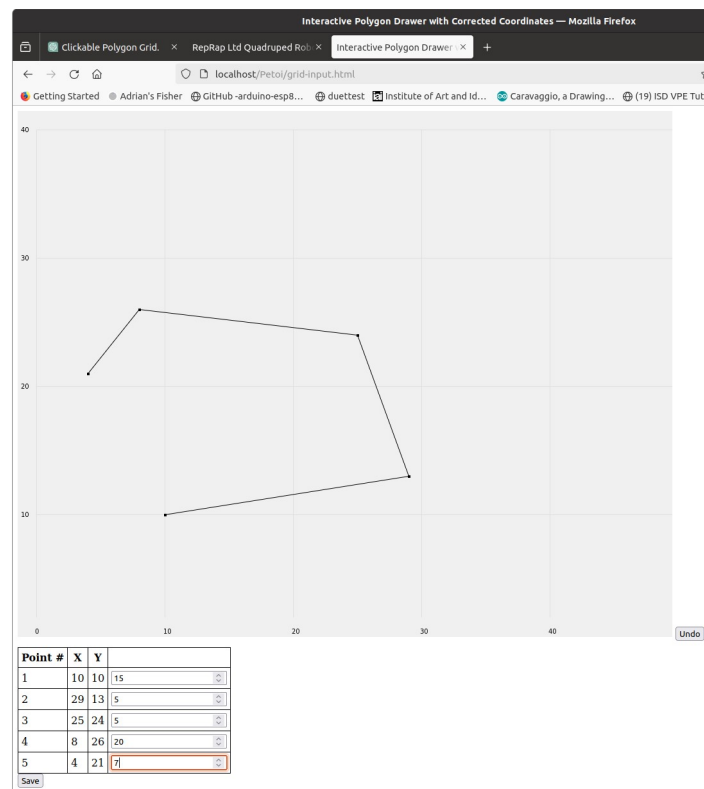 Interactive Polygon Drawer with Corrected Coordinates — Mozilla Firefox
Clickable Polygon Grid. × RepRap Ltd Quadruped Rob × Interactive Polygon Drawer × +
localhost/Petoi/grid-input.html
Getting Started Adrian's Fisher GitHub -arduino-esp8... duettest Institute of Art and Id... Caravaggio, a Drawing... (19) ISD VPE Tut
40
30
20
10
0 10 20 30 40
Undo
Point # X Y
1 10 10 15
2 29 13 5
3 25 24 5
4 8 26 20
5 4 21 7
Save